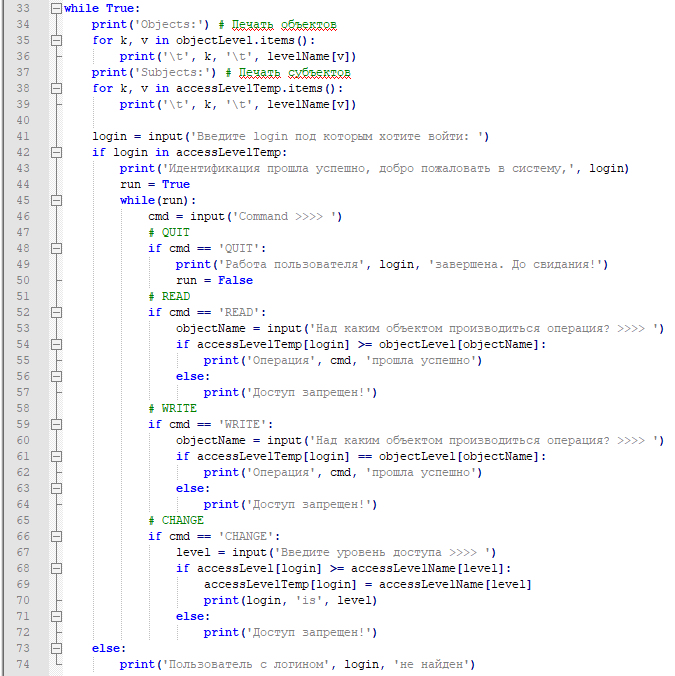 33 while True:
34     print('Objects:') # Печать объектов
35     for k, v in objectLevel.items():
36         print('\t', k, '\t', levelName[v])
37     print('Subjects:') # Печать субъектов
38     for k, v in accessLevelTemp.items():
39         print('\t', k, '\t', levelName[v])
40
41     login = input('Введите login под которым хотите войти: ')
42     if login in accessLevelTemp:
43         print('Идентификация прошла успешно, добро пожаловать в систему,', login)
44         run = True
45         while(run):
46             cmd = input('Command >>>> ')
47             # QUIT
48             if cmd == 'QUIT':
49                 print('Работа пользователя', login, 'завершена. До свидания!')
50                 run = False
51             # READ
52             if cmd == 'READ':
53                 objectName = input('Над каким объектом производиться операция? >>>> ')
54                 if accessLevelTemp[login] >= objectLevel[objectName]:
55                     print('Операция', cmd, 'прошла успешно')
56                 else:
57                     print('Доступ запрещен!')
58             # WRITE
59             if cmd == 'WRITE':
60                 objectName = input('Над каким объектом производиться операция? >>>> ')
61                 if accessLevelTemp[login] == objectLevel[objectName]:
62                     print('Операция', cmd, 'прошла успешно')
63                 else:
64                     print('Доступ запрещен!')
65             # CHANGE
66             if cmd == 'CHANGE':
67                 level = input('Введите уровень доступа >>>> ')
68                 if accessLevel[login] >= accessLevelName[level]:
69                     accessLevelTemp[login] = accessLevelName[level]
70                     print(login, 'is', level)
71                 else:
72                     print('Доступ запрещен!')
73     else:
74         print('Пользователь с логином', login, 'не найден')